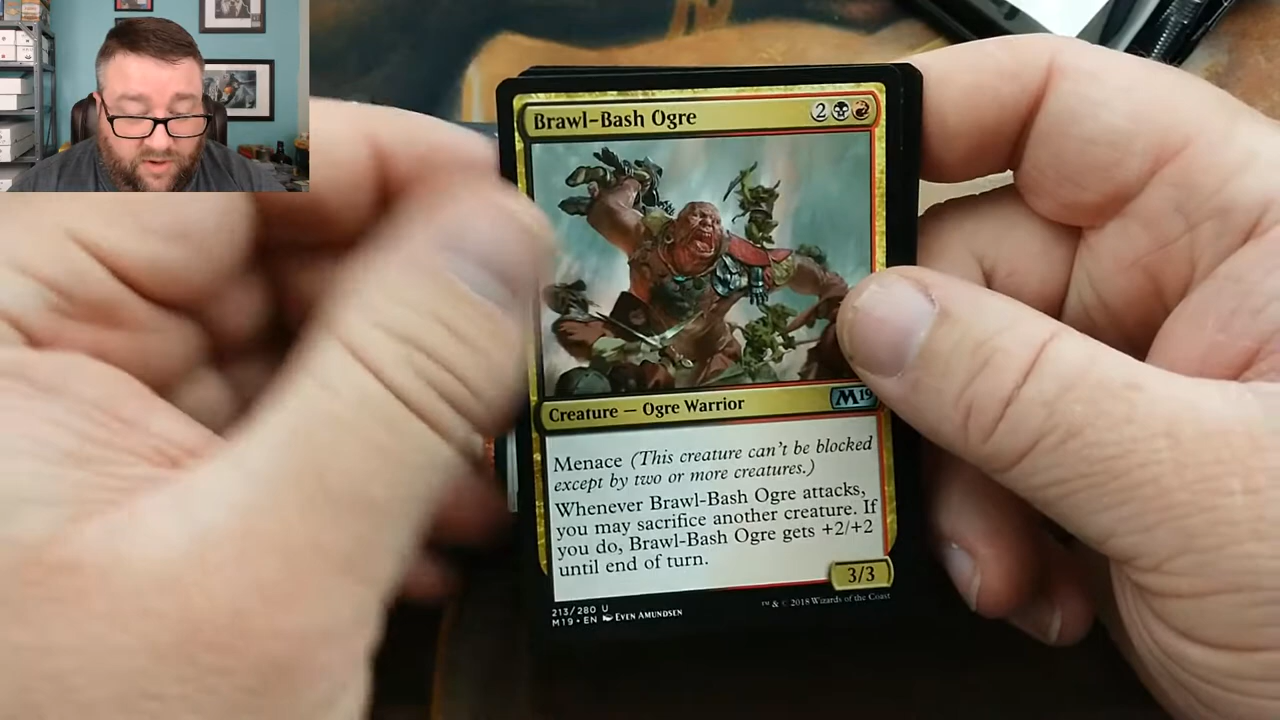 Brawl-Bash Ogre 2
Creature — Ogre Warrior M19
Menace (This creature can't be blocked
except by two or more creatures.)
Whenever Brawl-Bash Ogre attacks,
you may sacrifice another creature. If
you do, Brawl-Bash Ogre gets +2/+2
until end of turn.
3/3
213/280 U
M19 • EN Even Amundsen
™ & © 2018 Wizards of the Coast